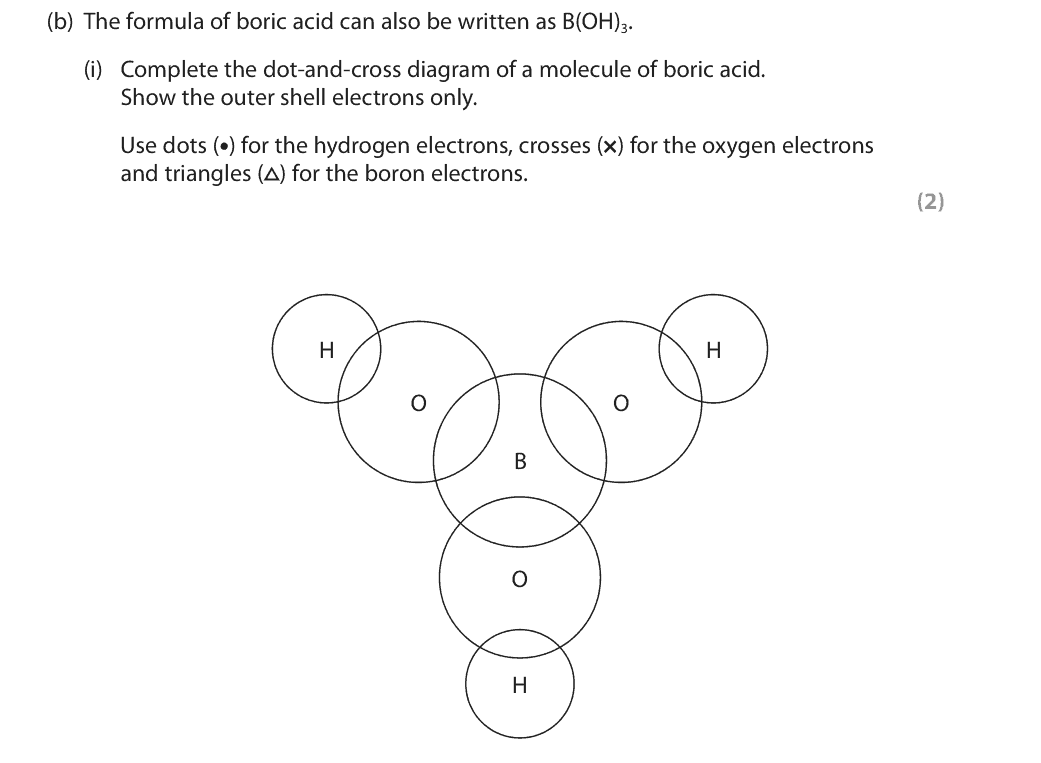 (b) The formula of boric acid can also be written as B(OH)₃.
(i) Complete the dot-and-cross diagram of a molecule of boric acid.
Show the outer shell electrons only.
Use dots (•) for the hydrogen electrons, crosses (×) for the oxygen electrons
and triangles (△) for the boron electrons.
(2)
H H
O O
B
O
H